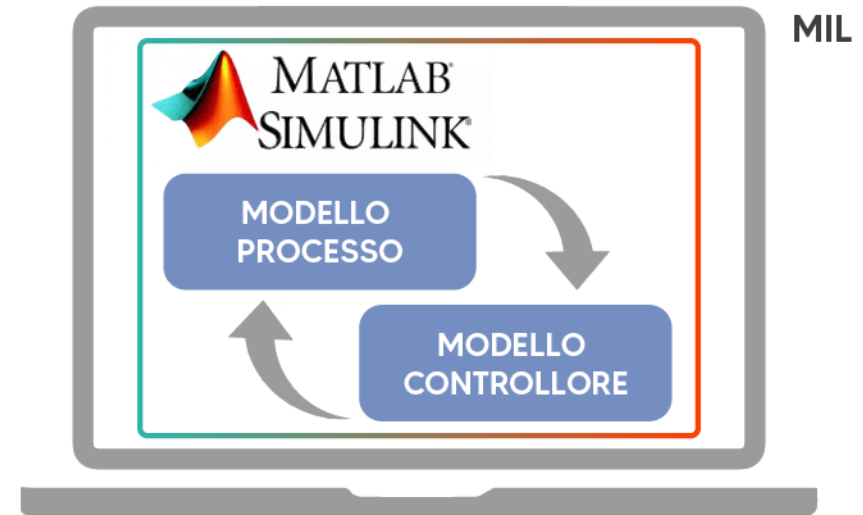 MIL
MATLAB®
SIMULINK®
MODELLO
PROCESSO
MODELLO
CONTROLLORE